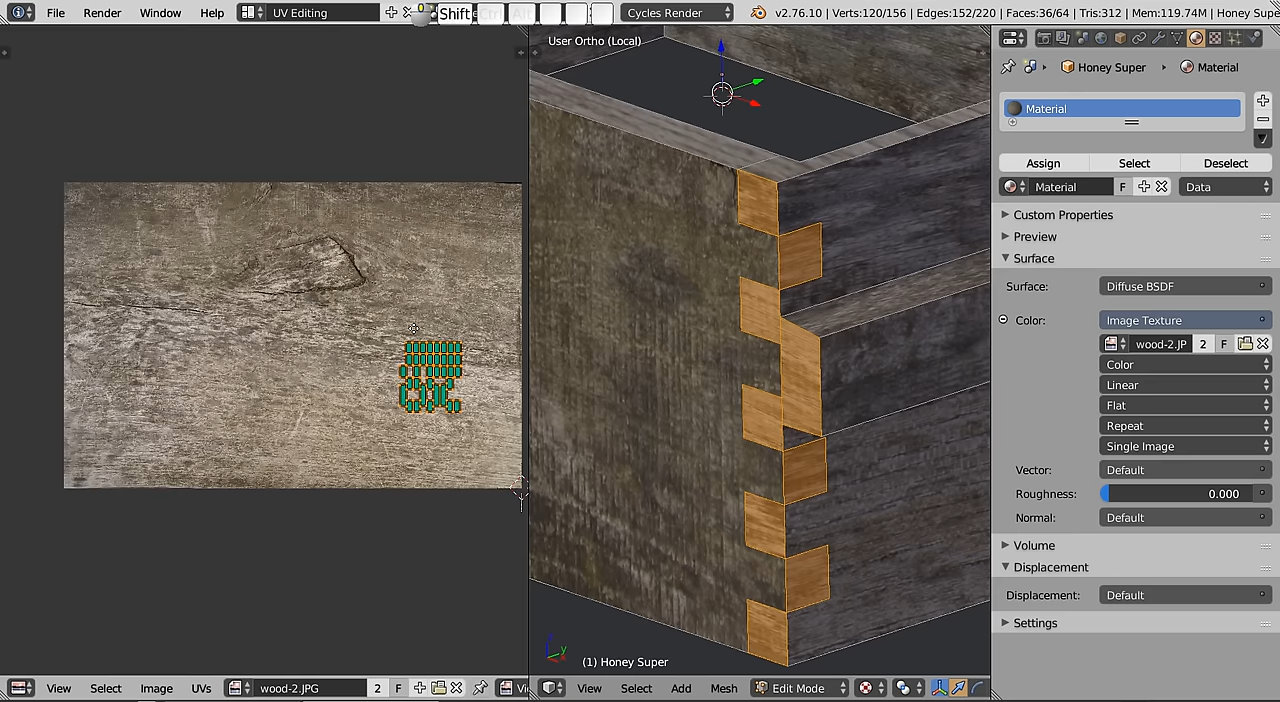 File Render Window Help UV Editing Shift Ctrl Alt Cycles Render v2.76.10 | Verts:120/156 | Edges:152/220 | Faces:36/64 | Tris:312 | Mem:119.74M | Honey Supe
User Ortho (Local)
Honey Super Material
Material
Assign Select Deselect
Material F Data
Custom Properties
Preview
Surface
Surface: Diffuse BSDF
Color: Image Texture
wood-2.JP 2 F
Color
Linear
Flat
Repeat
Single Image
Vector: Default
Roughness: 0.000
Normal: Default
Volume
Displacement
Displacement: Default
Settings
z
y
(1) Honey Super
View Select Image UVs wood-2.JPG 2 F Vi
View Select Add Mesh Edit Mode